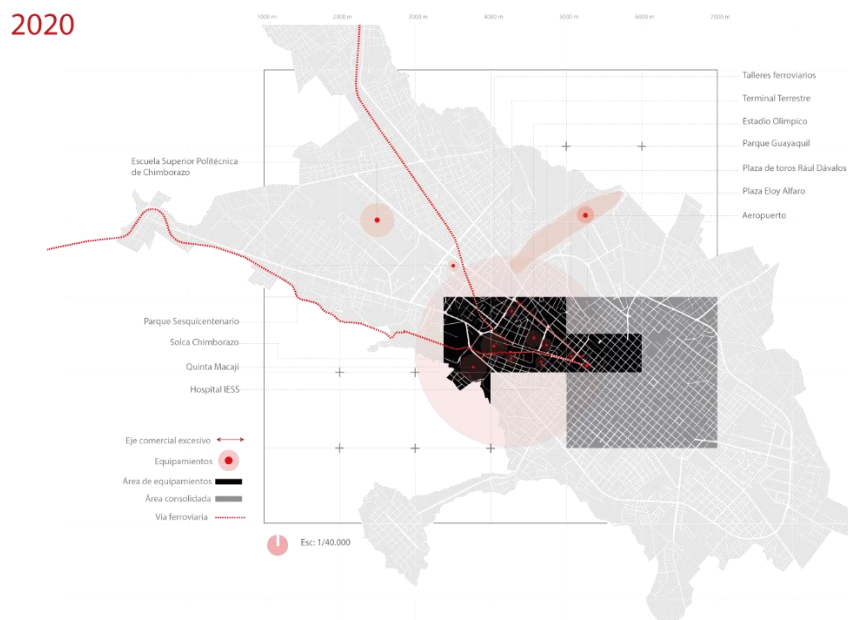 2020
1000 m 2000 m 3000 m 4000 m 5000 m 6000 m 7000 m
Talleres ferroviarios
Terminal Terrestre
Estadio Olimpico
Parque Guayaquil
Plaza de toros Rául Dávalos
Plaza Eloy Alfaro
Aeropuerto
Escuela Superior Politécnica
de Chimborazo
Parque Sesquicentenario
Solca Chimborazo
Quinta Macají
Hospital IESS
Eje comercial excesivo
Equipamientos
Área de equipamientos
Área consolidada
Vía ferroviaria
Esc: 1/40.000